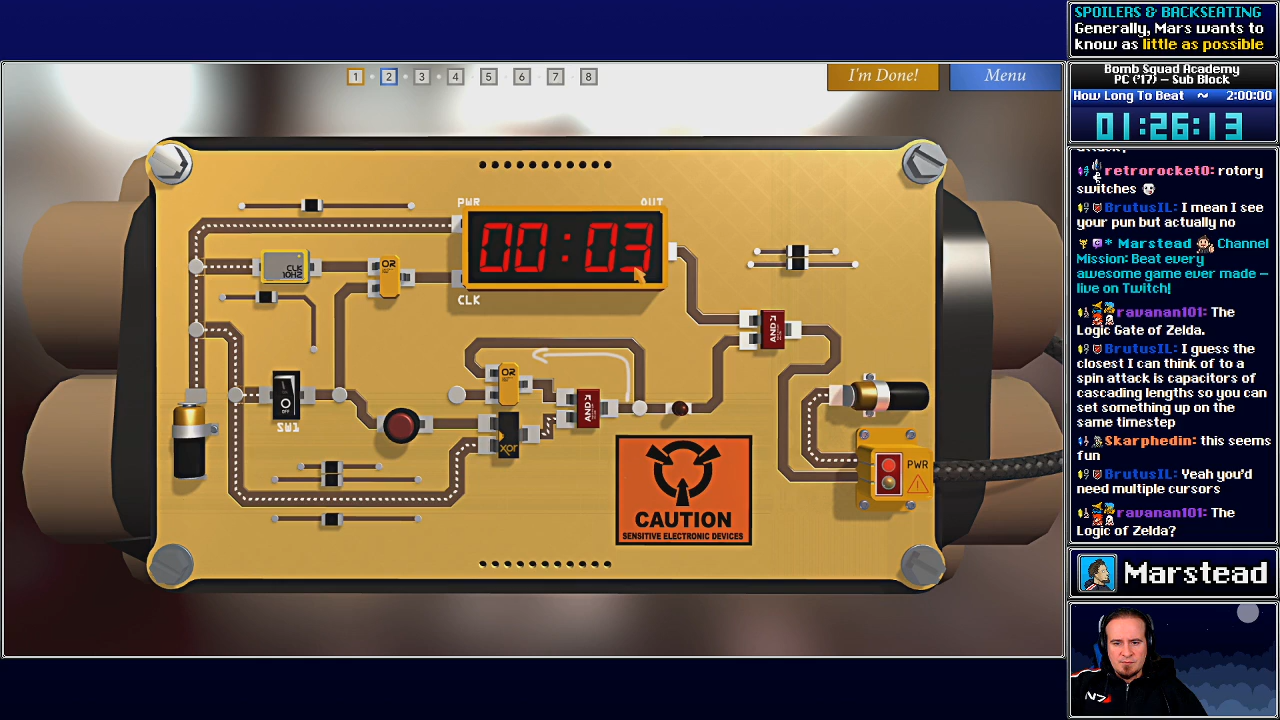 1 2 3 4 5 6 7 8
I'm Done!
Menu
PWR
OUT
00:03
CLK
CLK
10HZ
OR
AND
OR
AND
XOR
OFF
SW1
PWR
CAUTION
SENSITIVE ELECTRONIC DEVICES
SPOILERS & BACKSEATING
Generally, Mars wants to
know as little as possible
Bomb Squad Academy
PC ('17) – Sub Block
How Long To Beat ~ 2:00:00
01:26:13
retrorocket0: rotory
switches
BrutusIL: I mean I see
your pun but actually no
* Marstead Channel
Mission: Beat every
awesome game ever made –
live on Twitch!
ravanan101: The
Logic Gate of Zelda.
BrutusIL: I guess the
closest I can think of to a
spin attack is capacitors of
cascading lengths so you can
set something up on the
same timestep
Skarphedin: this seems
fun
BrutusIL: Yeah you'd
need multiple cursors
ravanan101: The
Logic of Zelda?
Marstead